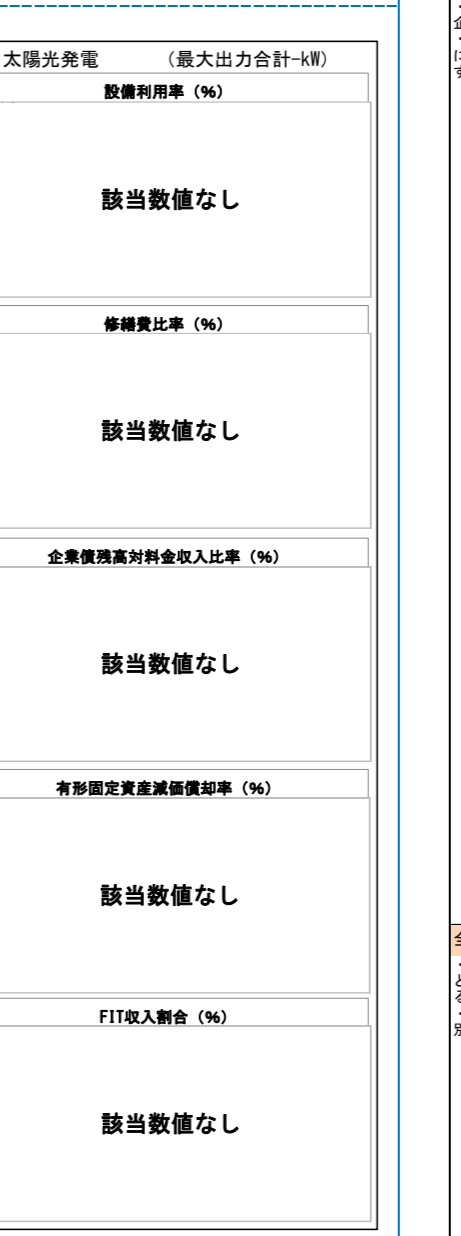 太陽光発電 （最大出力合計-kW）
設備利用率（%）
該当数値なし
修繕費比率（%）
該当数値なし
企業債残高対料金収入比率（%）
該当数値なし
有形固定資産減価償却率（%）
該当数値なし
FIT収入割合（%）
該当数値なし